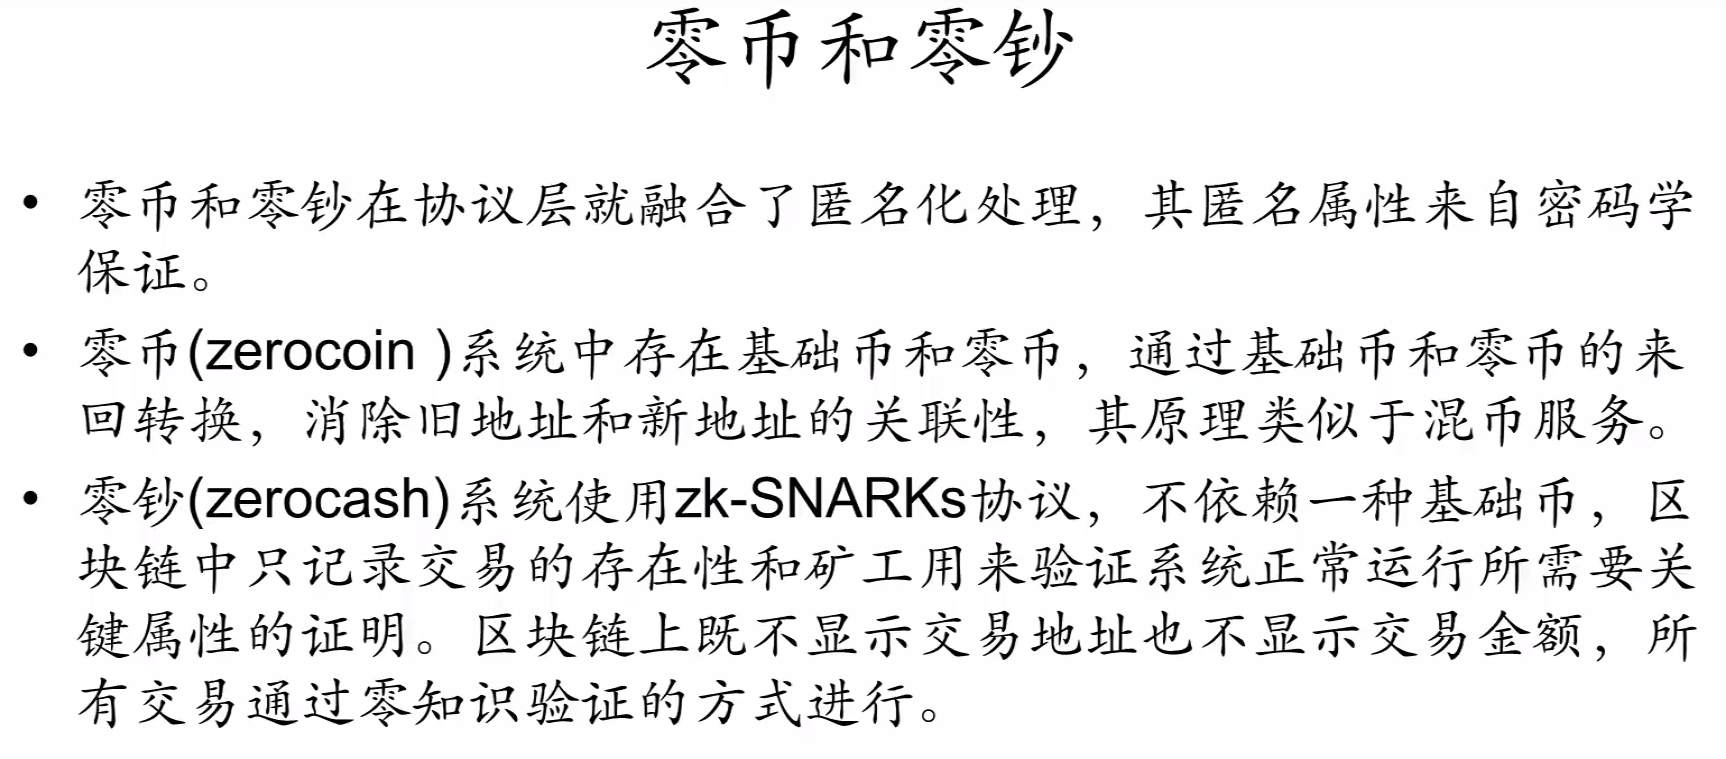 零币和零钞
• 零币和零钞在协议层就融合了匿名化处理，其匿名属性来自密码学
保证。
• 零币(zerocoin )系统中存在基础币和零币，通过基础币和零币的来
回转换，消除旧地址和新地址的关联性，其原理类似于混币服务。
• 零钞(zerocash)系统使用zk-SNARKs协议，不依赖一种基础币，区
块链中只记录交易的存在性和矿工用来验证系统正常运行所需要关
键属性的证明。区块链上既不显示交易地址也不显示交易金额，所
有交易通过零知识验证的方式进行。